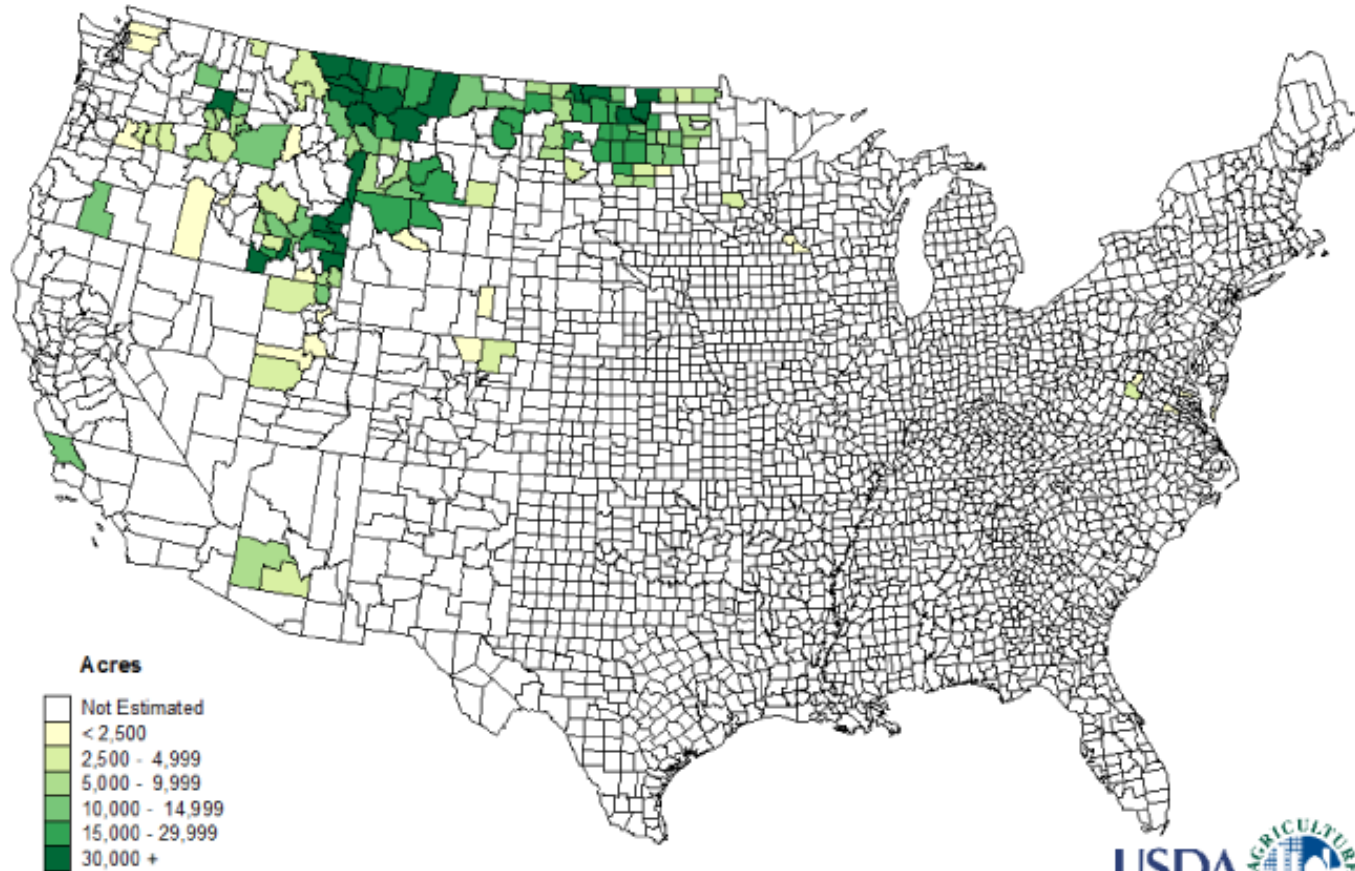 Acres
Not Estimated
< 2,500
2,500 - 4,999
5,000 - 9,999
10,000 - 14,999
15,000 - 29,999
30,000 +
USDA
AGRICULTURE